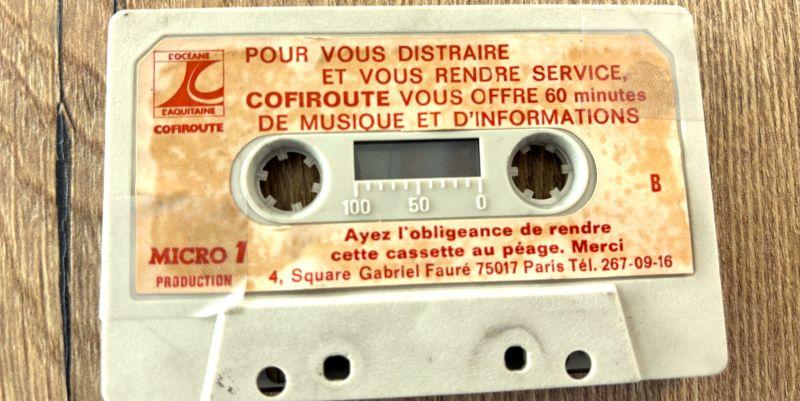 L'OCÉANE
L'AQUITAINE
COFIROUTE
POUR VOUS DISTRAIRE
ET VOUS RENDRE SERVICE,
COFIROUTE VOUS OFFRE 60 minutes
DE MUSIQUE ET D'INFORMATIONS
100 50 0
B
Ayez l'obligeance de rendre
cette cassette au péage. Merci
MICRO 1
PRODUCTION
4, Square Gabriel Fauré 75017 Paris Tél. 267-09-16